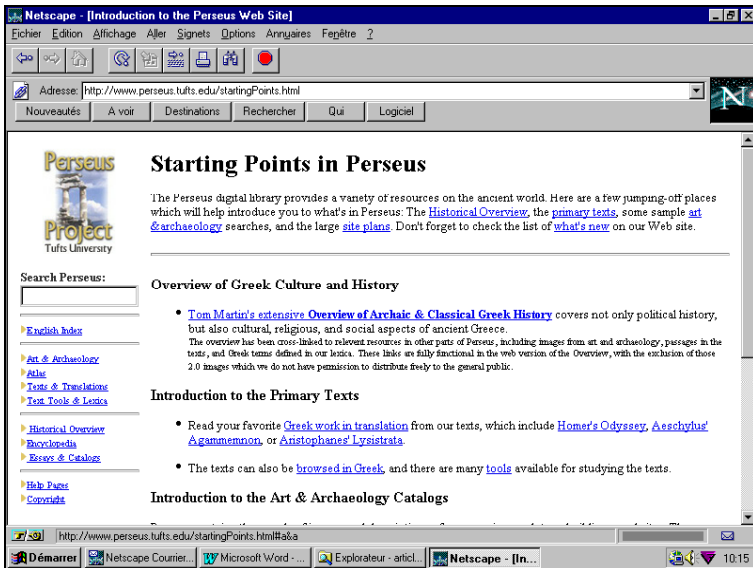 Netscape - [Introduction to the Perseus Web Site]
Fichier Edition Affichage Aller Signets Options Annuaires Fenêtre ?
Adresse: http://www.perseus.tufts.edu/startingPoints.html
Nouveautés A voir Destinations Rechercher Qui Logiciel
N
Perseus
Project
Tufts University
Search Perseus:
English Index
Art & Archaeology
Atlas
Texts & Translations
Text Tools & Lexica
Historical Overview
Encyclopedia
Essays & Catalogs
Help Pages
Copyright
Starting Points in Perseus
The Perseus digital library provides a variety of resources on the ancient world. Here are a few jumping-off places
which will help introduce you to what's in Perseus: The Historical Overview, the primary texts, some sample art
&archaeology searches, and the large site plans. Don't forget to check the list of what's new on our Web site.
Overview of Greek Culture and History
• Tom Martin's extensive Overview of Archaic & Classical Greek History covers not only political history,
but also cultural, religious, and social aspects of ancient Greece.
The overview has been cross-linked to relevant resources in other parts of Perseus, including images from art and archaeology, passages in the
texts, and Greek terms defined in our lexica. These links are fully functional in the web version of the Overview, with the exclusion of those
2.0 images which we do not have permission to distribute freely to the general public.
Introduction to the Primary Texts
• Read your favorite Greek work in translation from our texts, which include Homer's Odyssey, Aeschylus'
Agammemnon, or Aristophanes' Lysistrata.
• The texts can also be browsed in Greek, and there are many tools available for studying the texts.
Introduction to the Art & Archaeology Catalogs
http://www.perseus.tufts.edu/startingPoints.html#a&a
Démarrer Netscape Courrier... Microsoft Word - ... Explorateur - articl... Netscape - [In... 10:15